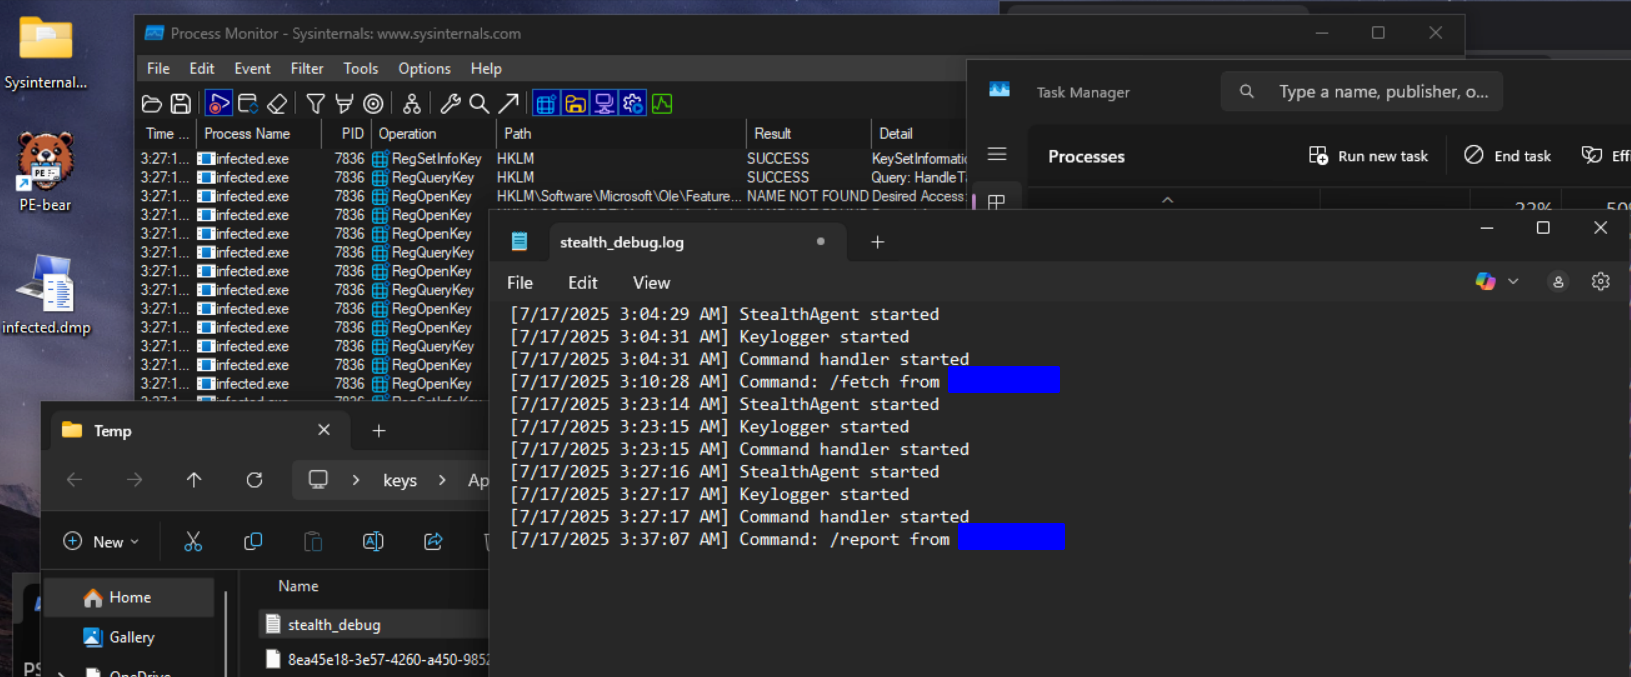 Sysinternal...
PE
PE-bear
infected.dmp
Process Monitor - Sysinternals: www.sysinternals.com
File Edit Event Filter Tools Options Help
Time ... Process Name PID Operation Path Result Detail
3:27:1... infected.exe 7836 RegSetInfoKey HKLM SUCCESS KeySetInformatic
3:27:1... infected.exe 7836 RegQueryKey HKLM SUCCESS Query: HandleTa
3:27:1... infected.exe 7836 RegOpenKey HKLM\Software\Microsoft\Ole\Feature... NAME NOT FOUND Desired Access:
3:27:1... infected.exe 7836 RegOpenKey
3:27:1... infected.exe 7836 RegOpenKey
3:27:1... infected.exe 7836 RegQueryKey
3:27:1... infected.exe 7836 RegOpenKey
3:27:1... infected.exe 7836 RegQueryKey
3:27:1... infected.exe 7836 RegOpenKey
3:27:1... infected.exe 7836 RegOpenKey
3:27:1... infected.exe 7836 RegQueryKey
3:27:1... infected.exe 7836 RegOpenKey
3:27:1... infected.exe 7836 RegOpenKey
Task Manager
Type a name, publisher, o...
Processes
Run new task
End task
Effi
22%
stealth_debug.log
File Edit View
[7/17/2025 3:04:29 AM] StealthAgent started
[7/17/2025 3:04:31 AM] Keylogger started
[7/17/2025 3:04:31 AM] Command handler started
[7/17/2025 3:10:28 AM] Command: /fetch from
[7/17/2025 3:23:14 AM] StealthAgent started
[7/17/2025 3:23:15 AM] Keylogger started
[7/17/2025 3:23:15 AM] Command handler started
[7/17/2025 3:27:16 AM] StealthAgent started
[7/17/2025 3:27:17 AM] Keylogger started
[7/17/2025 3:27:17 AM] Command handler started
[7/17/2025 3:37:07 AM] Command: /report from
Temp
keys > Ap
New
Home
Gallery
OneDrive
Name
stealth_debug
8ea45e18-3e57-4260-a450-9852
PS